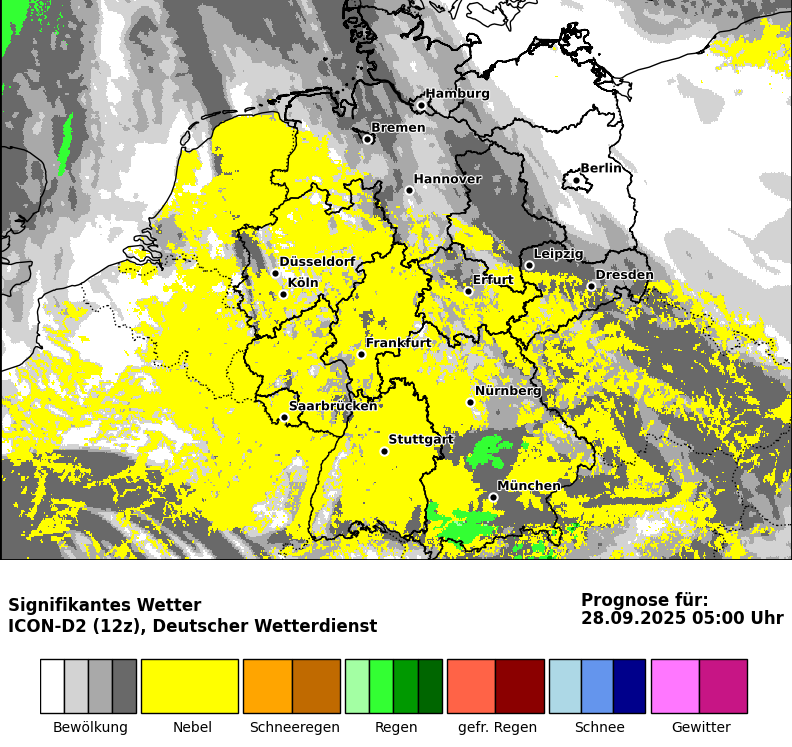 Hamburg
Bremen
Berlin
Hannover
Leipzig
Düsseldorf
Dresden
Köln
Erfurt
Frankfurt
Nürnberg
Saarbrücken
Stuttgart
München
Signifikantes Wetter
ICON-D2 (12z), Deutscher Wetterdienst
Prognose für:
28.09.2025 05:00 Uhr
Bewölkung Nebel Schneeregen Regen gefr. Regen Schnee Gewitter